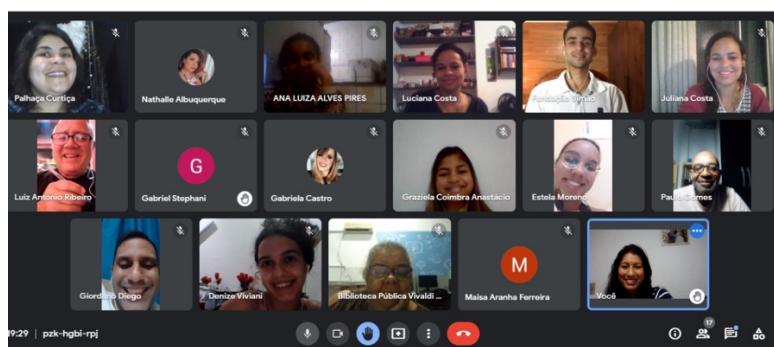 Palhaça Curtiça
Nathalle Albuquerque
ANA LUIZA ALVES PIRES
Luciana Costa
Fundação Simão
Juliana Costa
Luiz Antonio Ribeiro
G
Gabriel Stephani
Gabriela Castro
Graziela Coimbra Anastácio
Estela Moreno
Paulo Gomes
Giordano Diego
Denize Viviani
Biblioteca Pública Vivaldi ...
M
Maisa Aranha Ferreira
Você
19:29 | pzk-hgbi-rpj
17